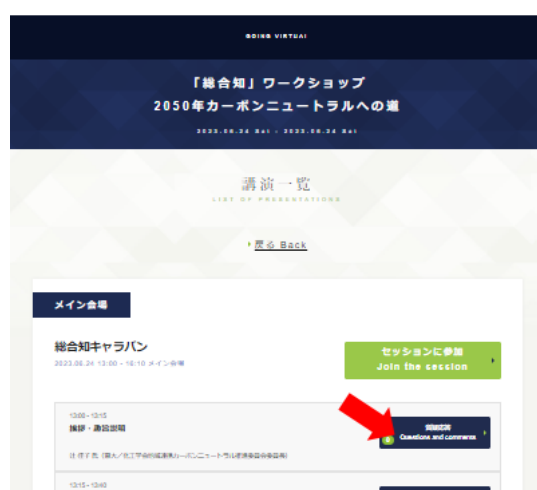 GOING VIRTUAL
「総合知」ワークショップ
2050年カーボンニュートラルへの道
2023.06.24 Sat - 2023.06.24 Sat
講演一覧
LIST OF PRESENTATIONS
戻る Back
メイン会場
総合知キャラバン
2023.06.24 13:00 - 16:10 メイン会場
セッションに参加
Join the session
13:00 - 13:15
挨拶・趣旨説明
質疑応答
0
Questions and comments
13:15 - 13:40